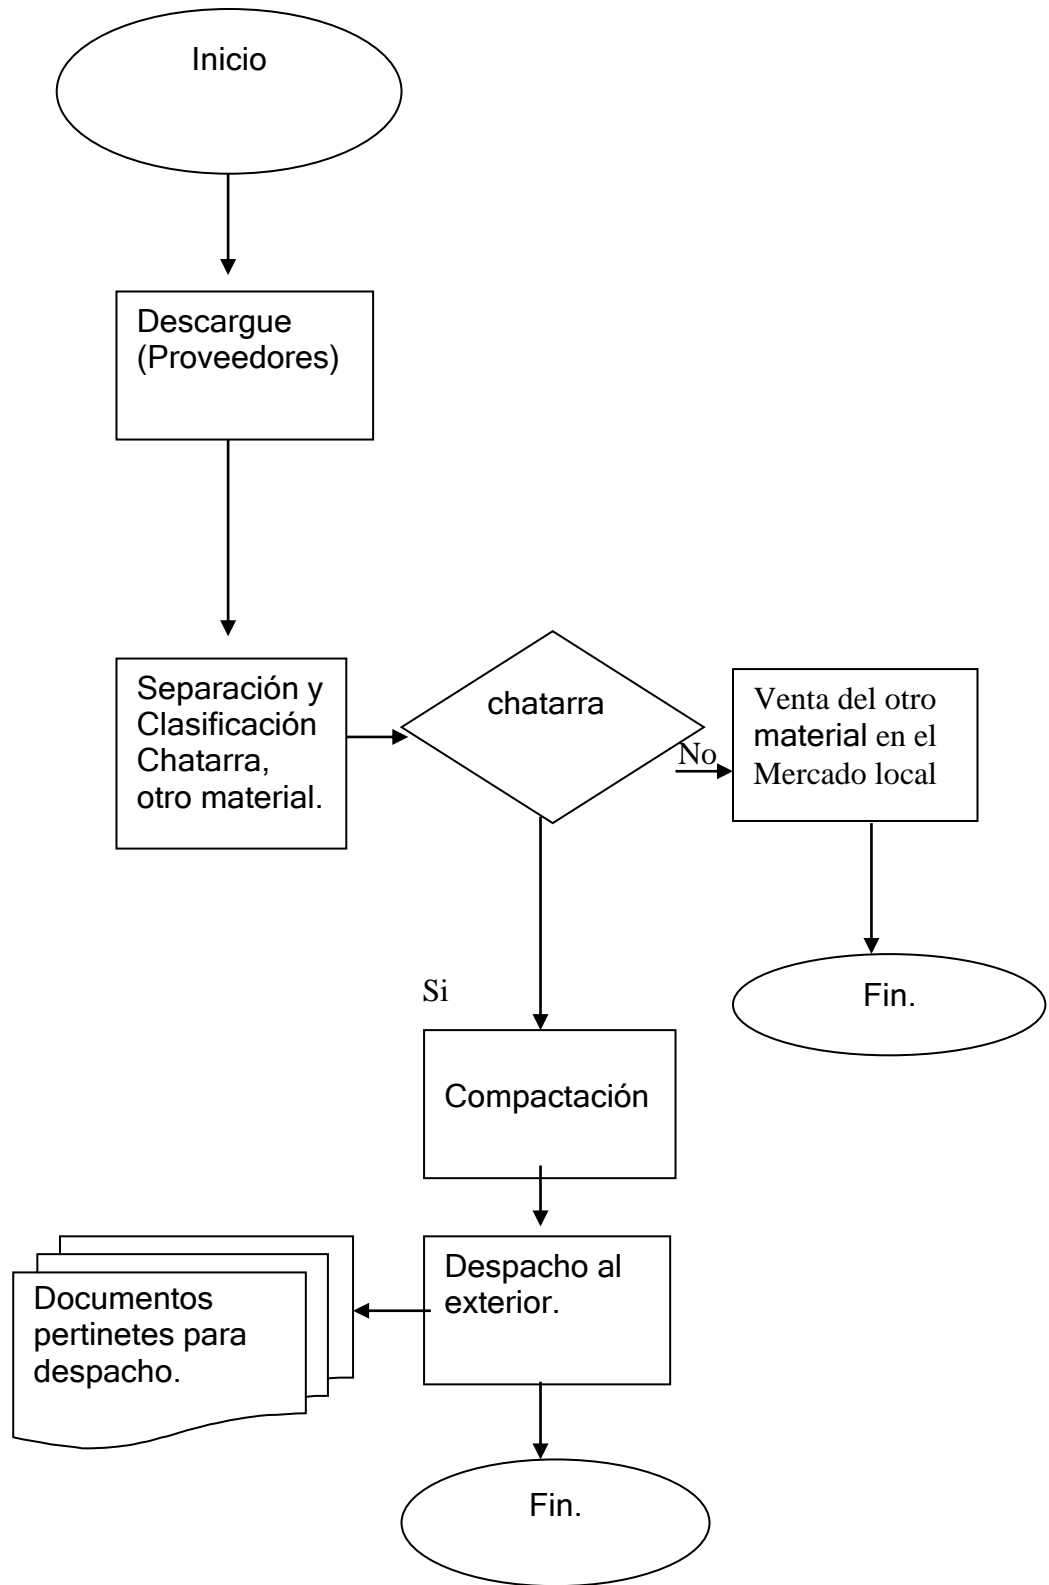 Inicio
Descargue
(Proveedores)
Separación y
Clasificación
Chatarra,
otro material.
chatarra
No
Venta del otro
material en el
Mercado local
Fin.
Si
Compactación
Despacho al
exterior.
Documentos
pertinetes para
despacho.
Fin.